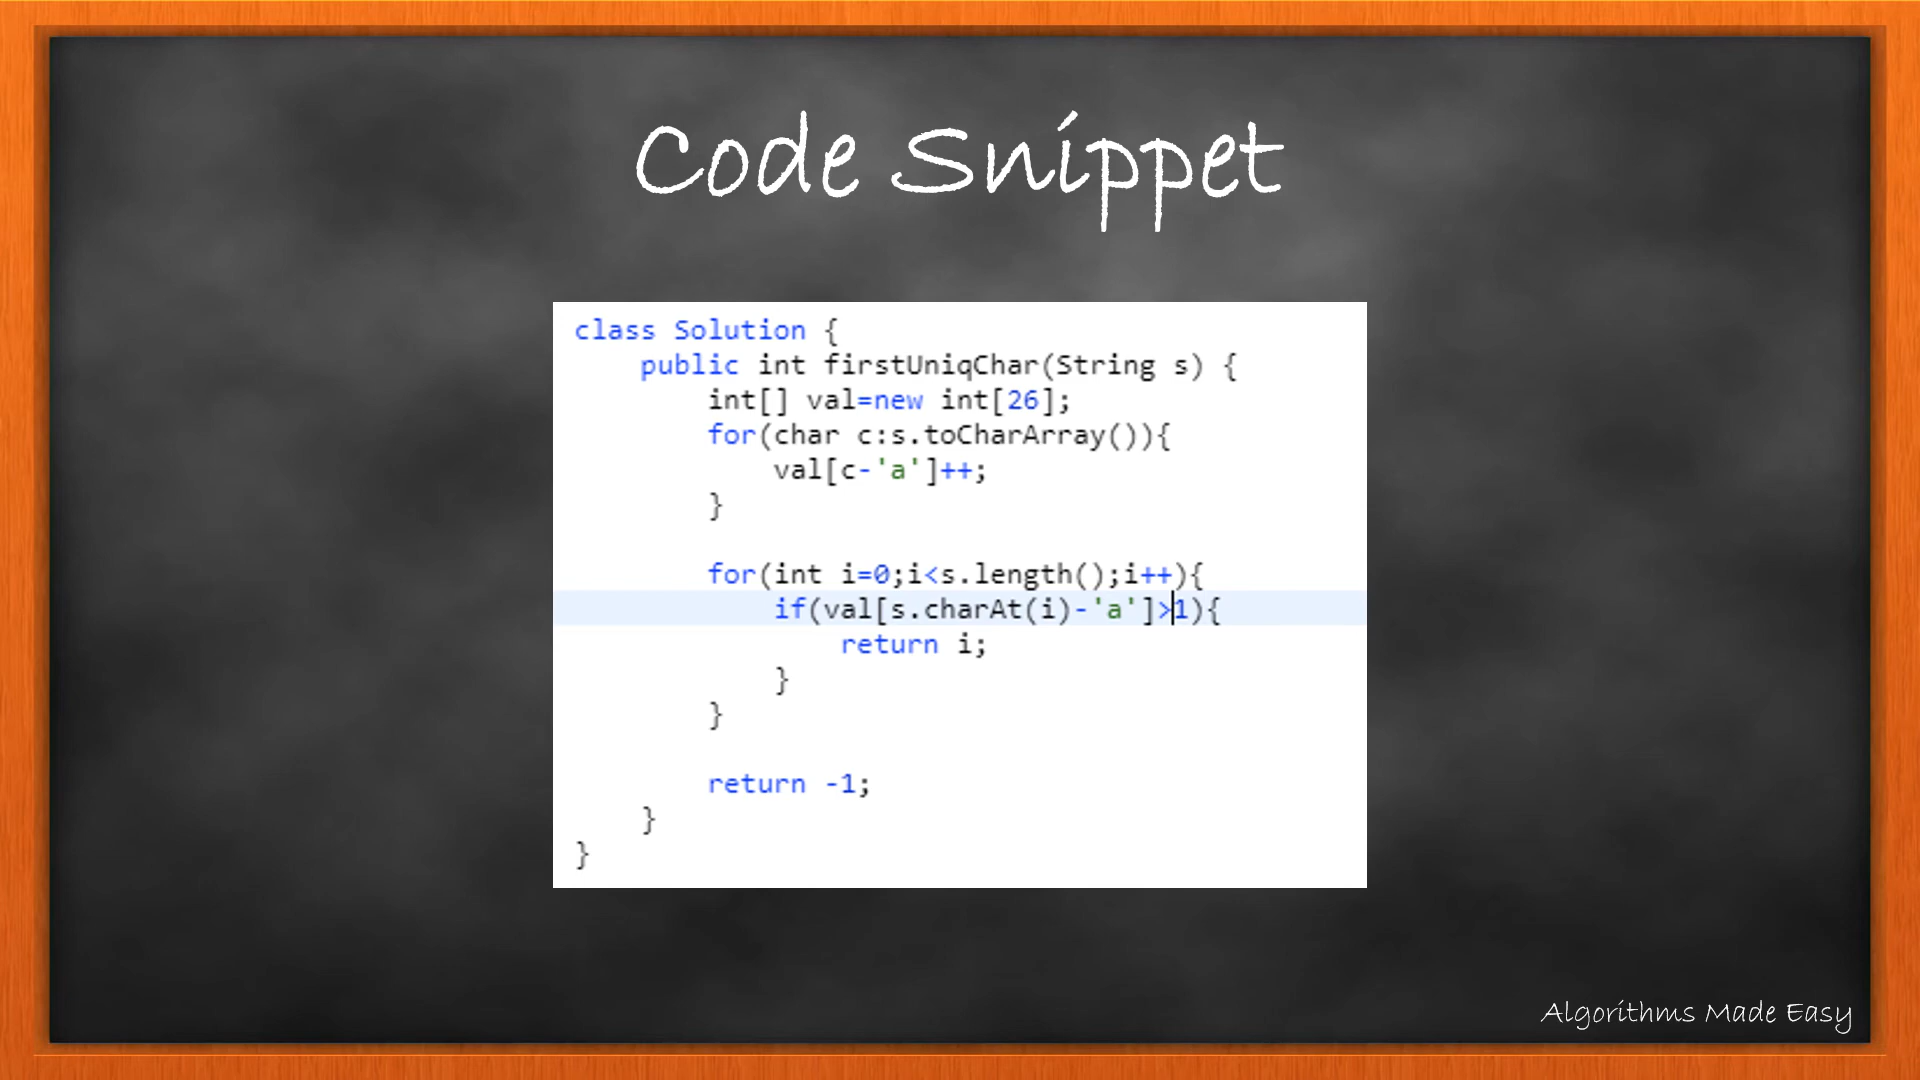 Code Snippet
class Solution {
    public int firstUniqChar(String s) {
        int[] val=new int[26];
        for(char c:s.toCharArray()){
            val[c-'a']++;
        }
        for(int i=0;i<s.length();i++){
            if(val[s.charAt(i)-'a']>1){
                return i;
            }
        }
        return -1;
    }
}
Algorithms Made Easy